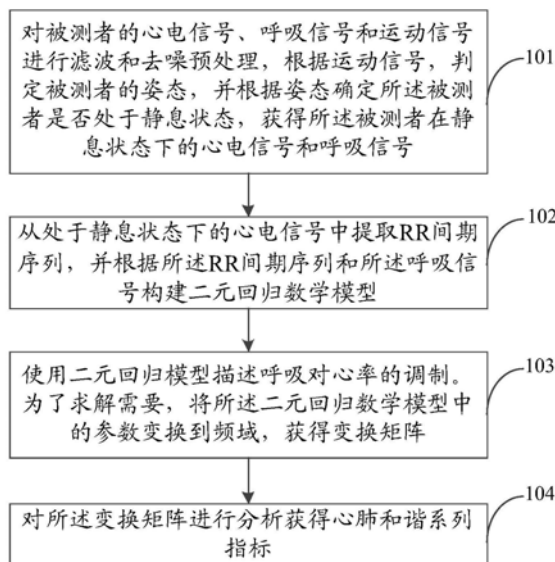 对被测者的心电信号、呼吸信号和运动信号
进行滤波和去噪预处理，根据运动信号，判
定被测者的姿态，并根据姿态确定所述被测
者是否处于静息状态，获得所述被测者在静
息状态下的心电信号和呼吸信号
101
从处于静息状态下的心电信号中提取RR间期
序列，并根据所述RR间期序列和所述呼吸信
号构建二元回归数学模型
102
使用二元回归模型描述呼吸对心率的调制。
为了求解需要，将所述二元回归数学模型中
的参数变换到频域，获得变换矩阵
103
对所述变换矩阵进行分析获得心肺和谐系列
指标
104